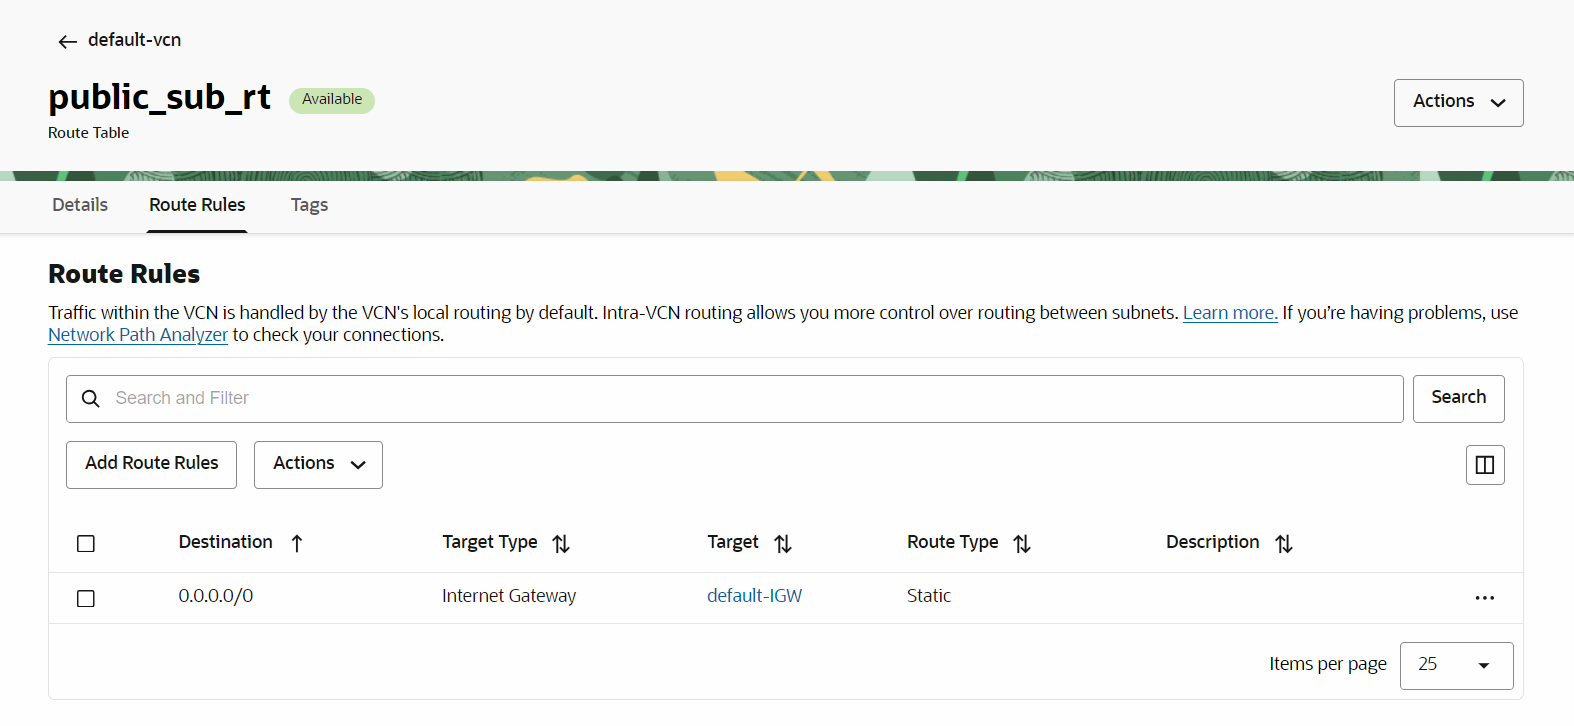 default-vcn
public_sub_rt Available
Actions
Route Table
Details Route Rules Tags
Route Rules
Traffic within the VCN is handled by the VCN's local routing by default. Intra-VCN routing allows you more control over routing between subnets. Learn more. If you’re having problems, use
Network Path Analyzer to check your connections.
Search and Filter Search
Add Route Rules Actions
Destination Target Type Target Route Type Description
0.0.0.0/0 Internet Gateway default-IGW Static
Items per page 25